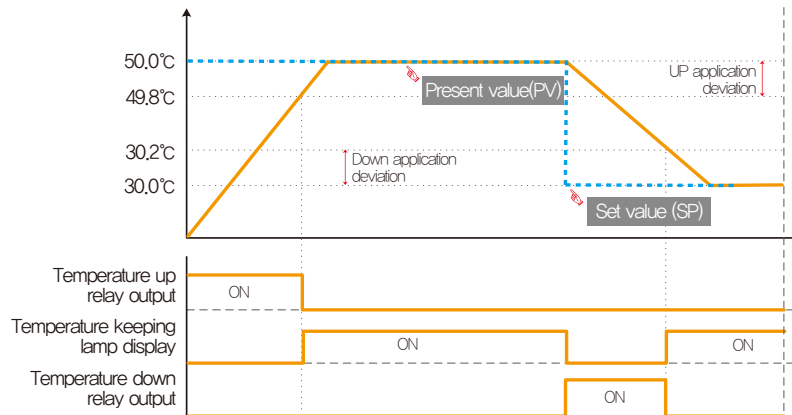 50.0℃
49.8℃
30.2℃
30.0℃
UP application
deviation
Present value(PV)
Down application
deviation
Set value (SP)
Temperature up
relay output
ON
Temperature keeping
lamp display
ON
ON
Temperature down
relay output
ON